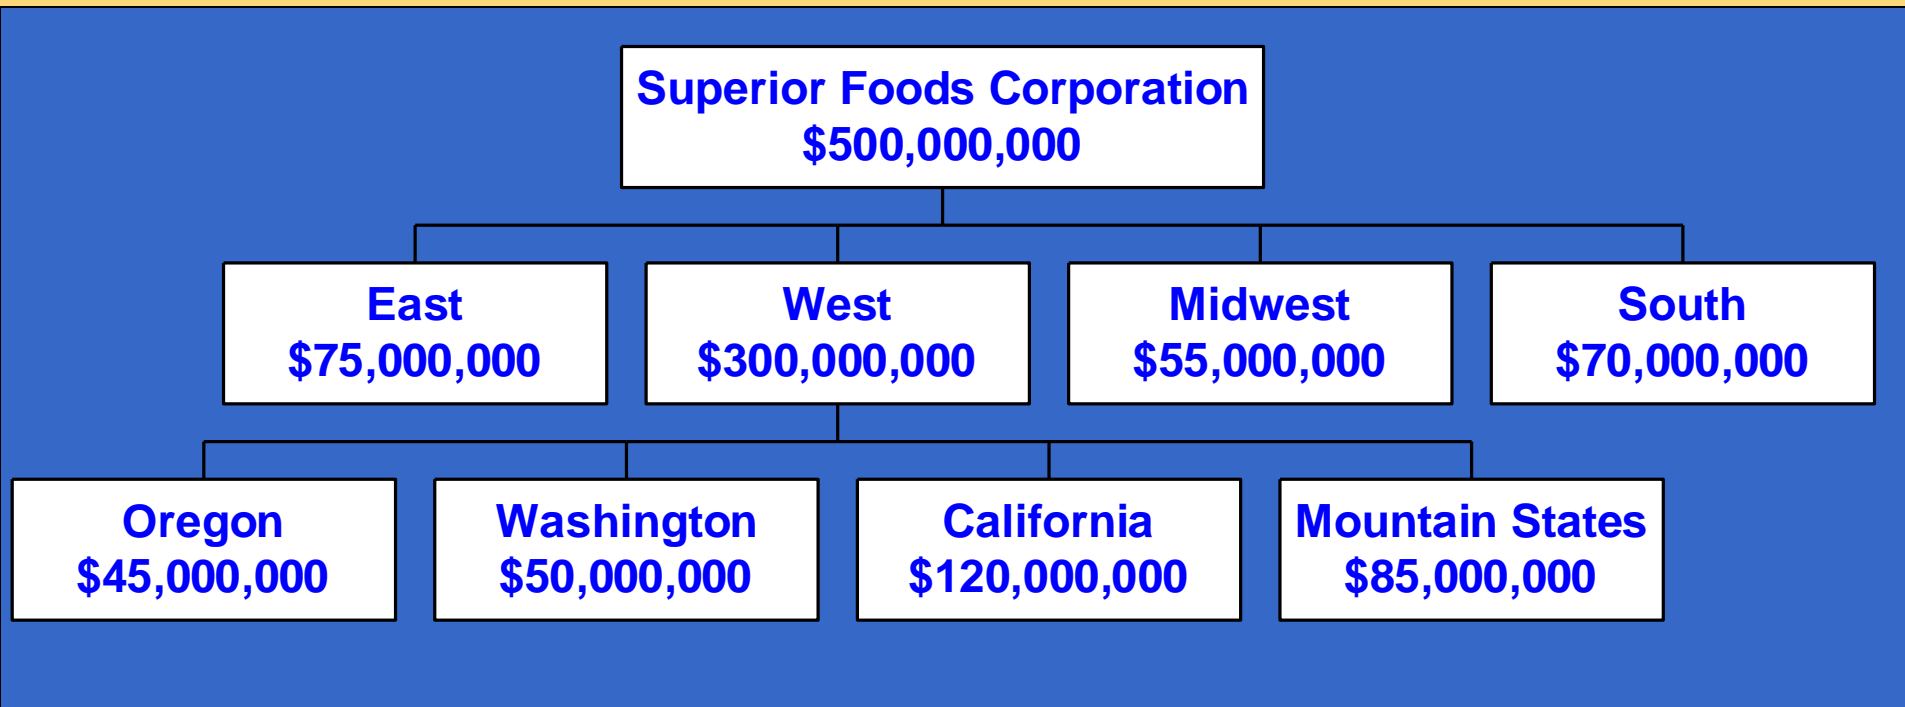 Superior Foods Corporation
$500,000,000
East
$75,000,000
West
$300,000,000
Midwest
$55,000,000
South
$70,000,000
Oregon
$45,000,000
Washington
$50,000,000
California
$120,000,000
Mountain States
$85,000,000